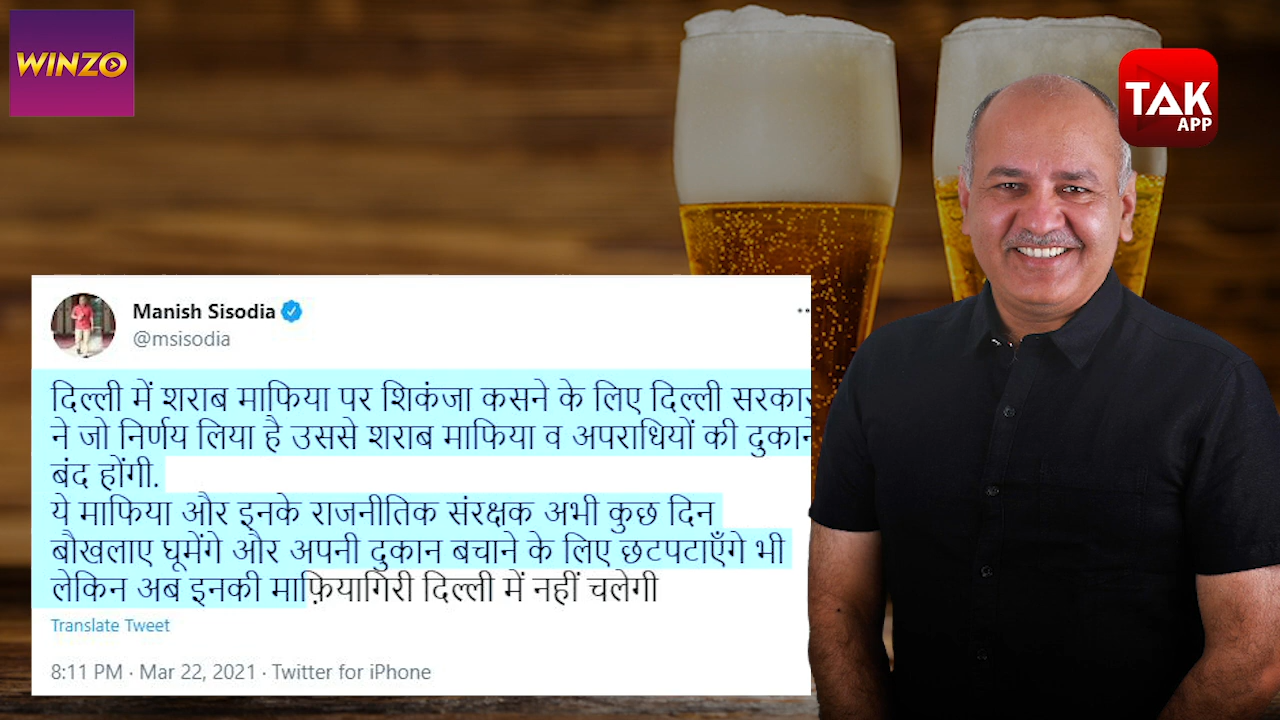 WINZO
TAK
APP
Manish Sisodia
@msisodia
दिल्ली में शराब माफिया पर शिकंजा कसने के लिए दिल्ली सरकार
ने जो निर्णय लिया है उससे शराब माफिया व अपराधियों की दुकाने
बंद होंगी.
ये माफिया और इनके राजनीतिक संरक्षक अभी कुछ दिन
बौखलाए घूमेंगे और अपनी दुकान बचाने के लिए छटपटाएँगे भी
लेकिन अब इनकी माफ़ियागिरी दिल्ली में नहीं चलेगी
Translate Tweet
8:11 PM · Mar 22, 2021 · Twitter for iPhone